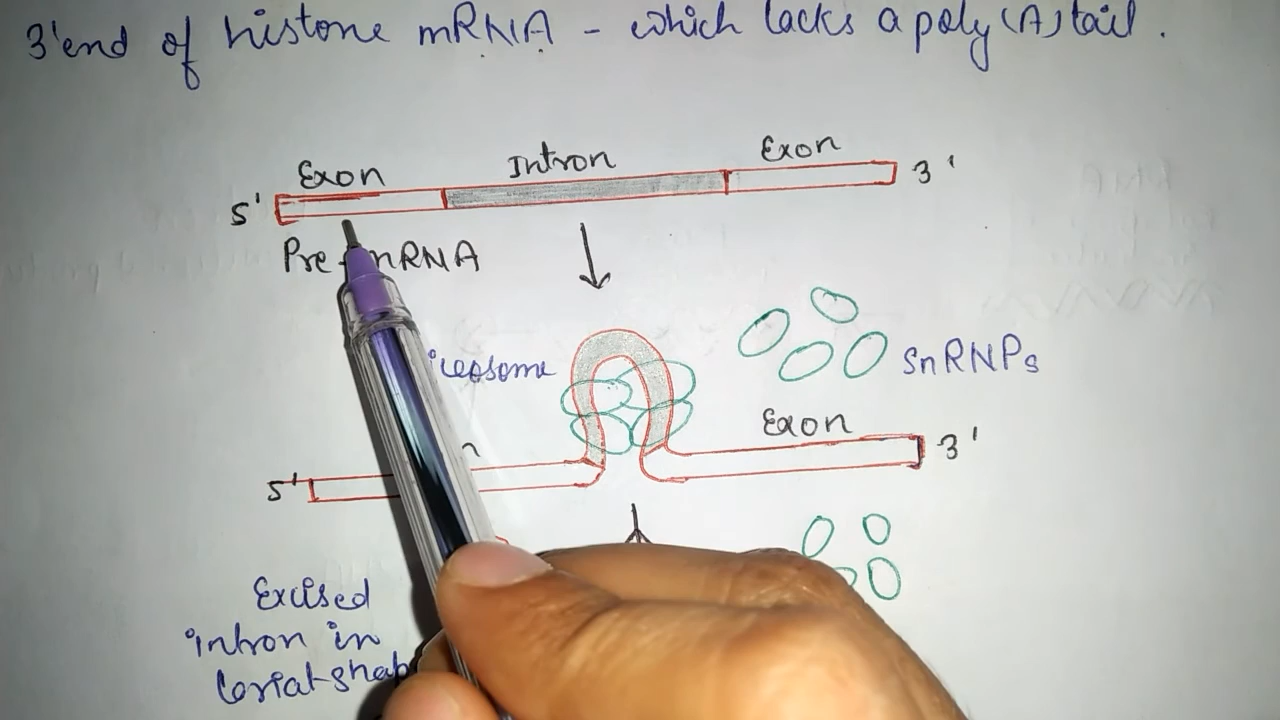 3' end of histone mRNA - which lacks a poly (A) tail.
Exon Intron Exon
5' 3'
Pre mRNA
SnRNPs
Exon
5' 3'
Excised
intron in